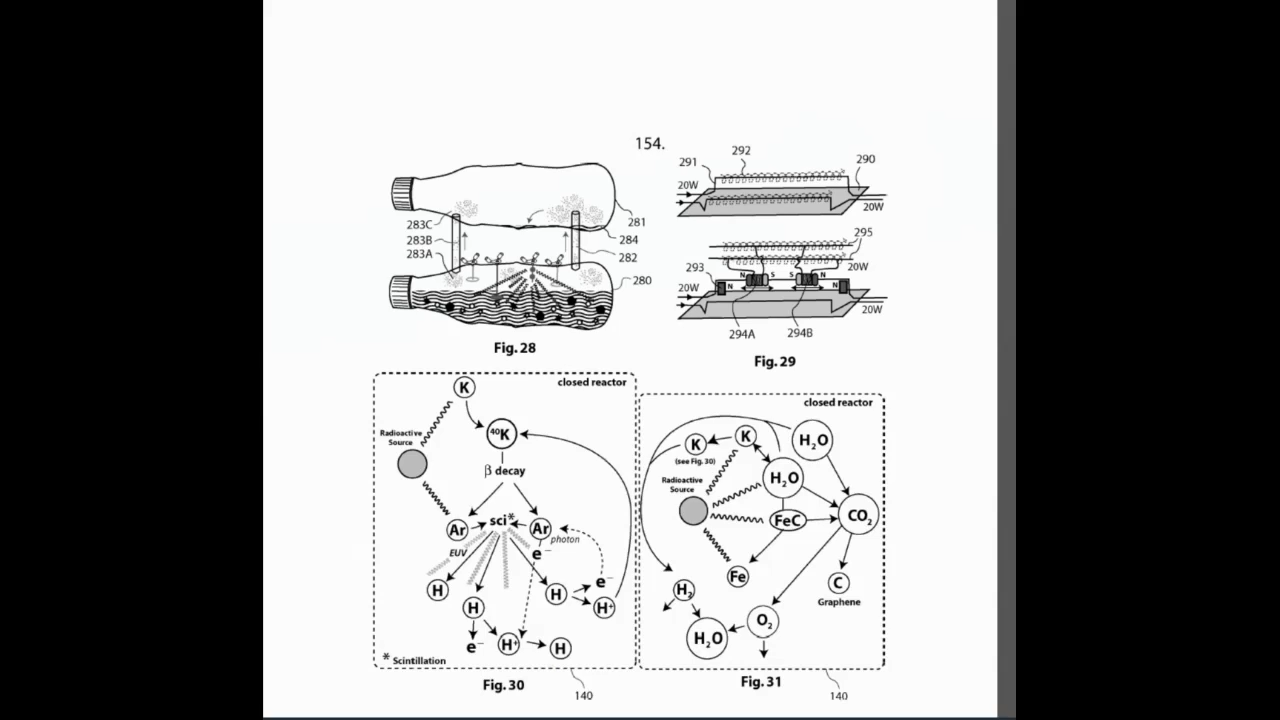 154.
283C
283B
283A
281
284
282
280
Fig. 28
291
292
290
20W
20W
295
293
N
S
S
N
20W
N
N
20W
20W
294A
294B
Fig. 29
closed reactor
K
Radioactive
Source
⁴⁰K
β decay
Ar
sci*
Ar
photon
EUV
e⁻
H
H
H
e⁻
H⁺
e⁻
H⁺
H
* Scintillation
Fig. 30
140
closed reactor
K
K
H₂O
(see Fig. 30)
Radioactive
Source
H₂O
FeC
CO₂
Fe
C
Graphene
H₂
O₂
H₂O
Fig. 31
140